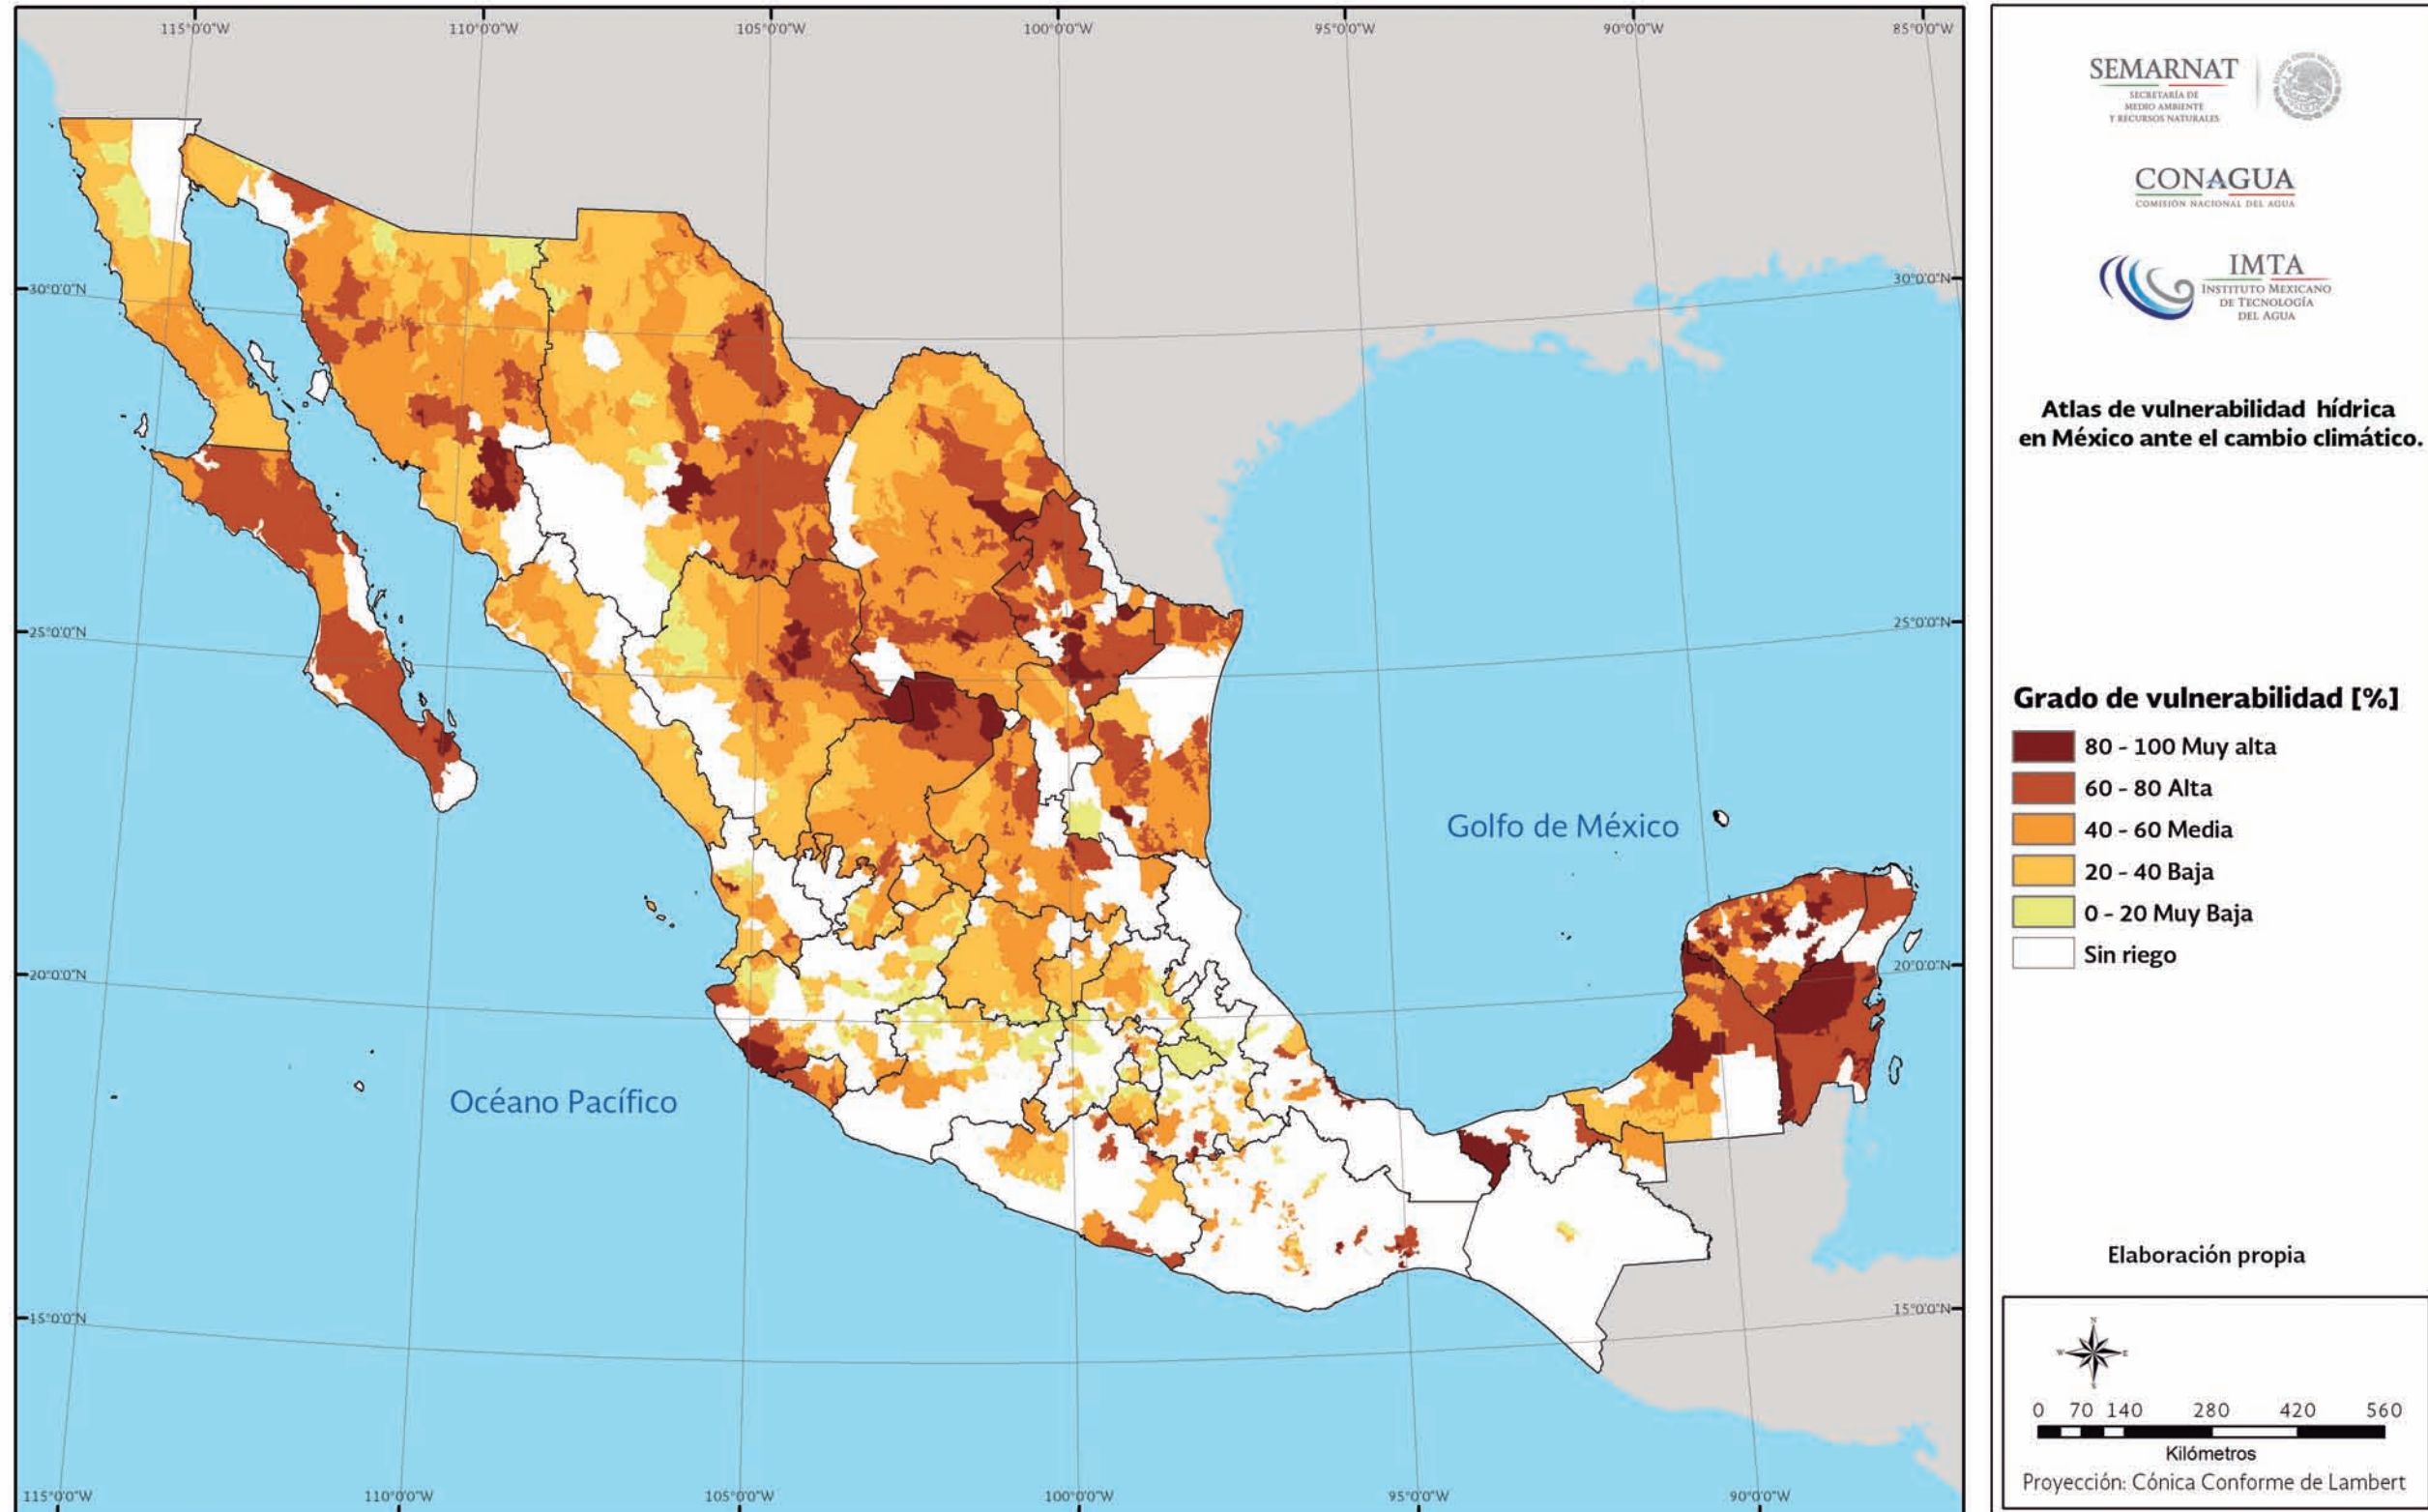 115°0'0"W
110°0'0"W
105°0'0"W
100°0'0"W
95°0'0"W
90°0'0"W
85°0'0"W
30°0'0"N
30°0'0"N
25°0'0"N
25°0'0"N
20°0'0"N
20°0'0"N
15°0'0"N
15°0'0"N
Golfo de México
Océano Pacífico
115°0'0"W
110°0'0"W
105°0'0"W
100°0'0"W
95°0'0"W
90°0'0"W
SEMARNAT
SECRETARÍA DE
MEDIO AMBIENTE
Y RECURSOS NATURALES
CONAGUA
COMISIÓN NACIONAL DEL AGUA
IMTA
INSTITUTO MEXICANO
DE TECNOLOGÍA
DEL AGUA
Atlas de vulnerabilidad hídrica
en México ante el cambio climático.
Grado de vulnerabilidad [%]
80 - 100 Muy alta
60 - 80 Alta
40 - 60 Media
20 - 40 Baja
0 - 20 Muy Baja
Sin riego
Elaboración propia
N
W E
S
0 70 140 280 420 560
Kilómetros
Proyección: Cónica Conforme de Lambert